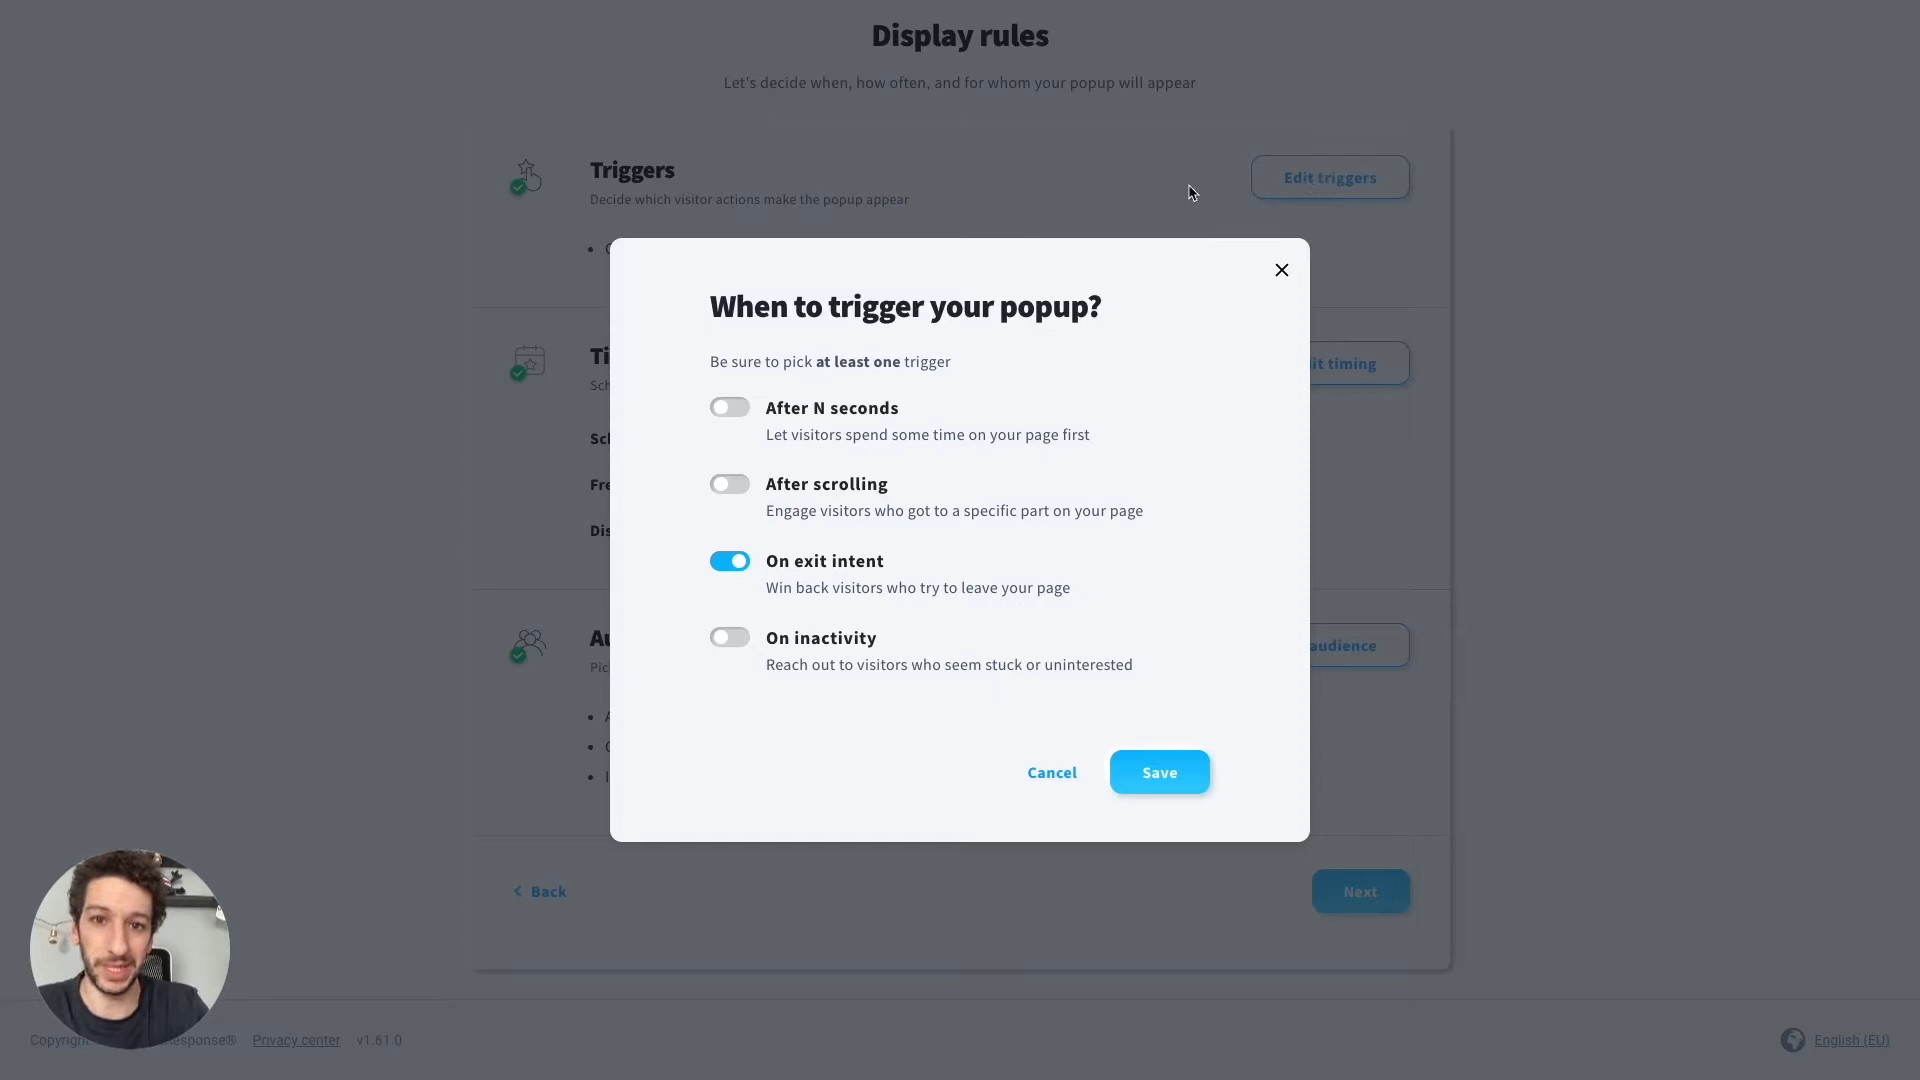 Display rules
Let's decide when, how often, and for whom your popup will appear
Triggers
Edit triggers
Decide which visitor actions make the popup appear
When to trigger your popup?
Be sure to pick at least one trigger
After N seconds
Let visitors spend some time on your page first
After scrolling
Engage visitors who got to a specific part on your page
On exit intent
Win back visitors who try to leave your page
On inactivity
Reach out to visitors who seem stuck or uninterested
Cancel
Save
timing
audience
Back
Next
Privacy center
v1.61.0
English (EU)